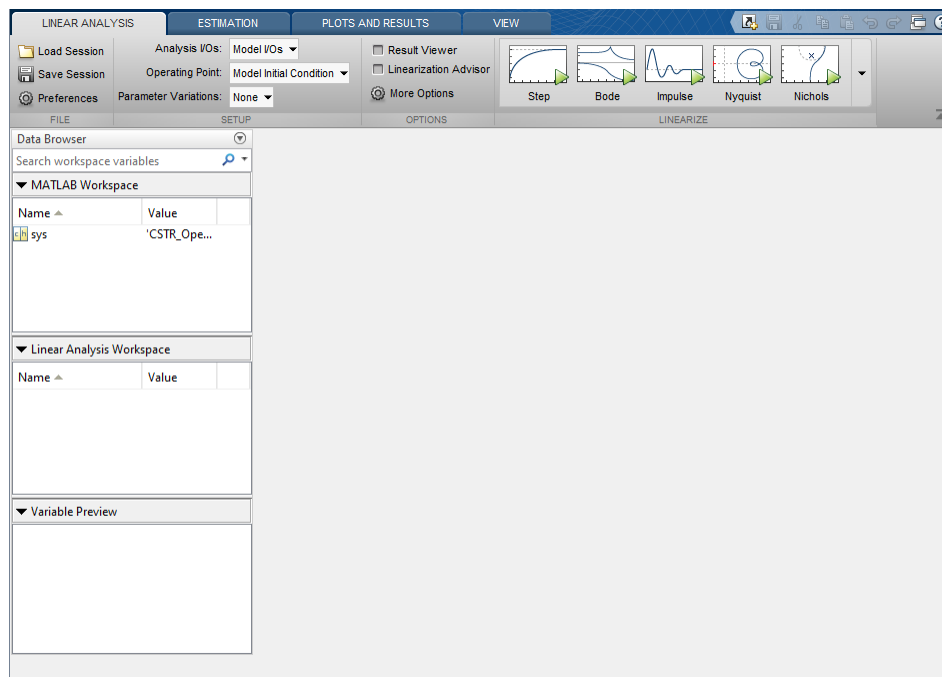 LINEAR ANALYSIS ESTIMATION PLOTS AND RESULTS VIEW
Load Session Analysis I/Os: Model I/Os Result Viewer
Save Session Operating Point: Model Initial Condition Linearization Advisor
Preferences Parameter Variations: None More Options Step Bode Impulse Nyquist Nichols
FILE SETUP OPTIONS LINEARIZE
Data Browser
Search workspace variables
MATLAB Workspace
Name Value
sys 'CSTR_Ope...
Linear Analysis Workspace
Name Value
Variable Preview